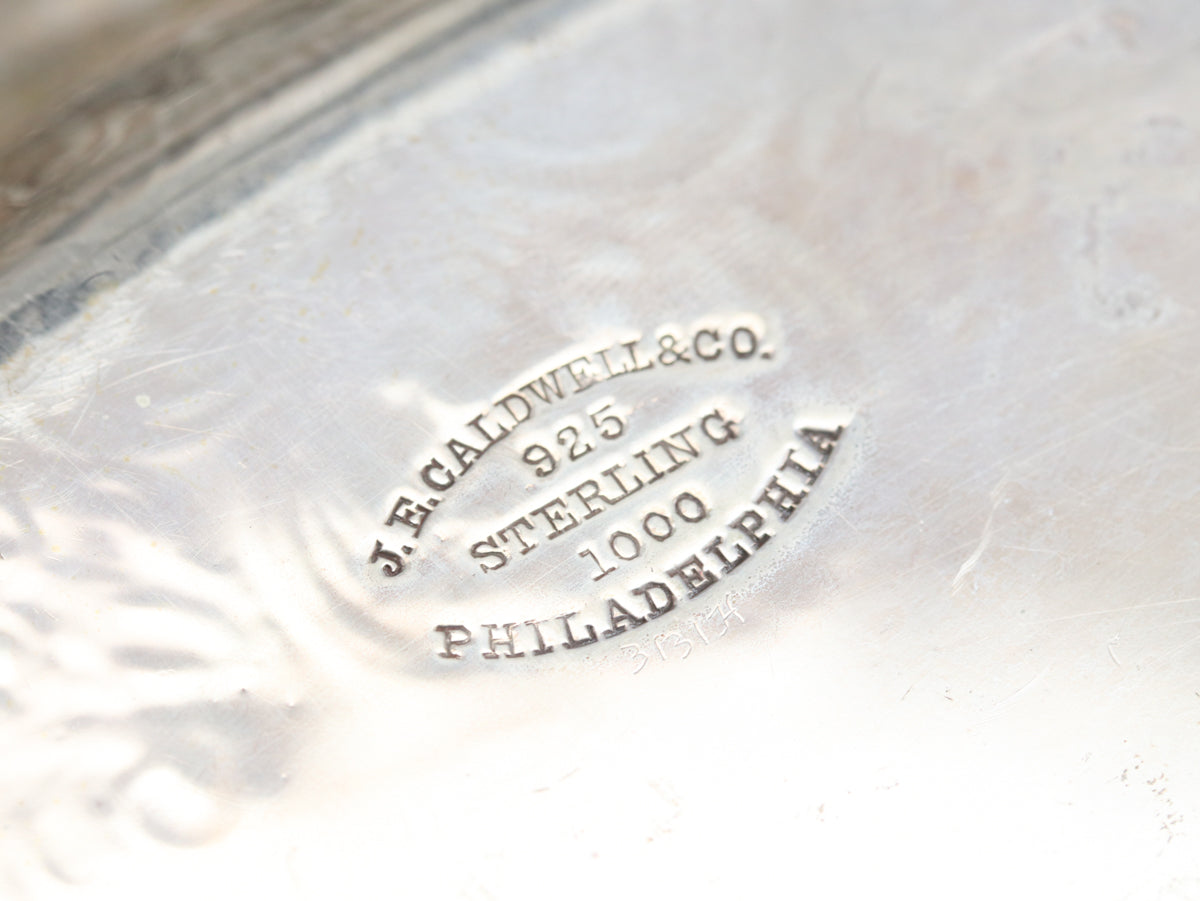 J.E.CALDWELL&CO.
925
STERLING
1000
PHILADELPHIA